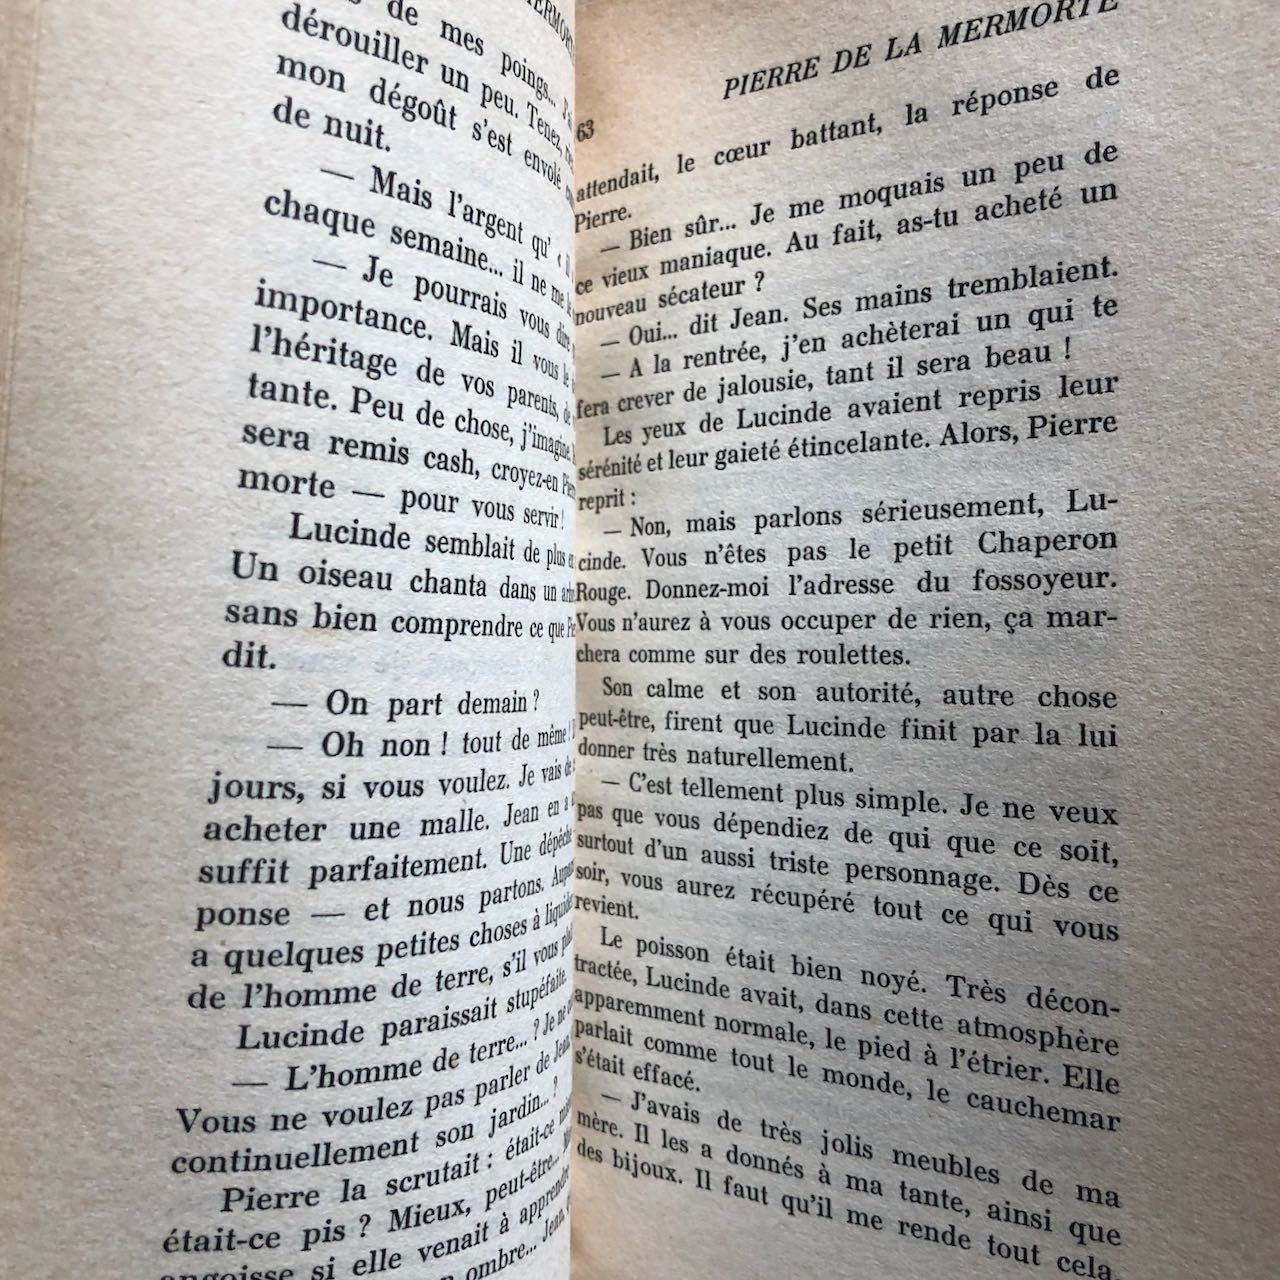 de mes poings...
dérouiller un peu. Tenez,
mon dégoût s'est envolé
de nuit.
— Mais l'argent qu' « il
chaque semaine... il ne me le
— Je pourrais vous dire
importance. Mais il vous le
l'héritage de vos parents, de
tante. Peu de chose, j'imagine.
sera remis cash, croyez-en
morte — pour vous servir!
Lucinde semblait de plus
Un oiseau chanta dans un
sans bien comprendre ce que
dit.
— On part demain ?
— Oh non ! tout de même !
jours, si vous voulez. Je vais de
acheter une malle. Jean en a
suffit parfaitement. Une dépêche
ponse — et nous partons.
a quelques petites choses à liquider
de l'homme de terre, s'il vous plaît
Lucinde paraissait stupéfaite.
— L'homme de terre... ? Je ne
Vous ne voulez pas parler de Jean.
continuellement son jardin... ?
Pierre la scrutait : était-ce
était-ce pis ? Mieux, peut-être...
angoisse si elle venait à apprendre
ombre... Jean,
PIERRE DE LA MERMORTE
63
attendait, le cœur battant, la réponse de
Pierre.
— Bien sûr... Je me moquais un peu de
ce vieux maniaque. Au fait, as-tu acheté un
nouveau sécateur ?
— Oui... dit Jean. Ses mains tremblaient.
— A la rentrée, j'en achèterai un qui te
fera crever de jalousie, tant il sera beau !
Les yeux de Lucinde avaient repris leur
sérénité et leur gaieté étincelante. Alors, Pierre
reprit :
— Non, mais parlons sérieusement, Lu-
cinde. Vous n'êtes pas le petit Chaperon
Rouge. Donnez-moi l'adresse du fossoyeur.
Vous n'aurez à vous occuper de rien, ça mar-
chera comme sur des roulettes.
Son calme et son autorité, autre chose
peut-être, firent que Lucinde finit par la lui
donner très naturellement.
— C'est tellement plus simple. Je ne veux
pas que vous dépendiez de qui que ce soit,
surtout d'un aussi triste personnage. Dès ce
soir, vous aurez récupéré tout ce qui vous
revient.
Le poisson était bien noyé. Très décon-
tractée, Lucinde avait, dans cette atmosphère
apparemment normale, le pied à l'étrier. Elle
parlait comme tout le monde, le cauchemar
s'était effacé.
— J'avais de très jolis meubles de ma
mère. Il les a donnés à ma tante, ainsi que
des bijoux. Il faut qu'il me rende tout cela.